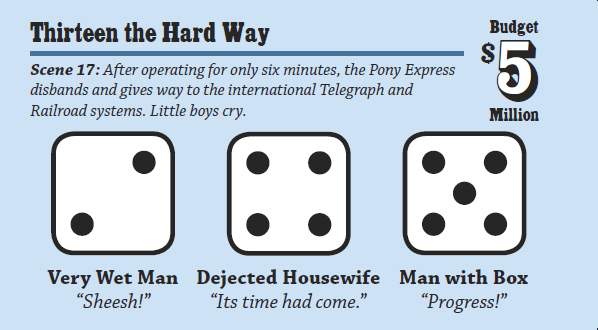 Thirteen the Hard Way
Budget
$5
Million
Scene 17: After operating for only six minutes, the Pony Express
disbands and gives way to the international Telegraph and
Railroad systems. Little boys cry.
Very Wet Man
“Sheesh!”
Dejected Housewife
“Its time had come.”
Man with Box
“Progress!”